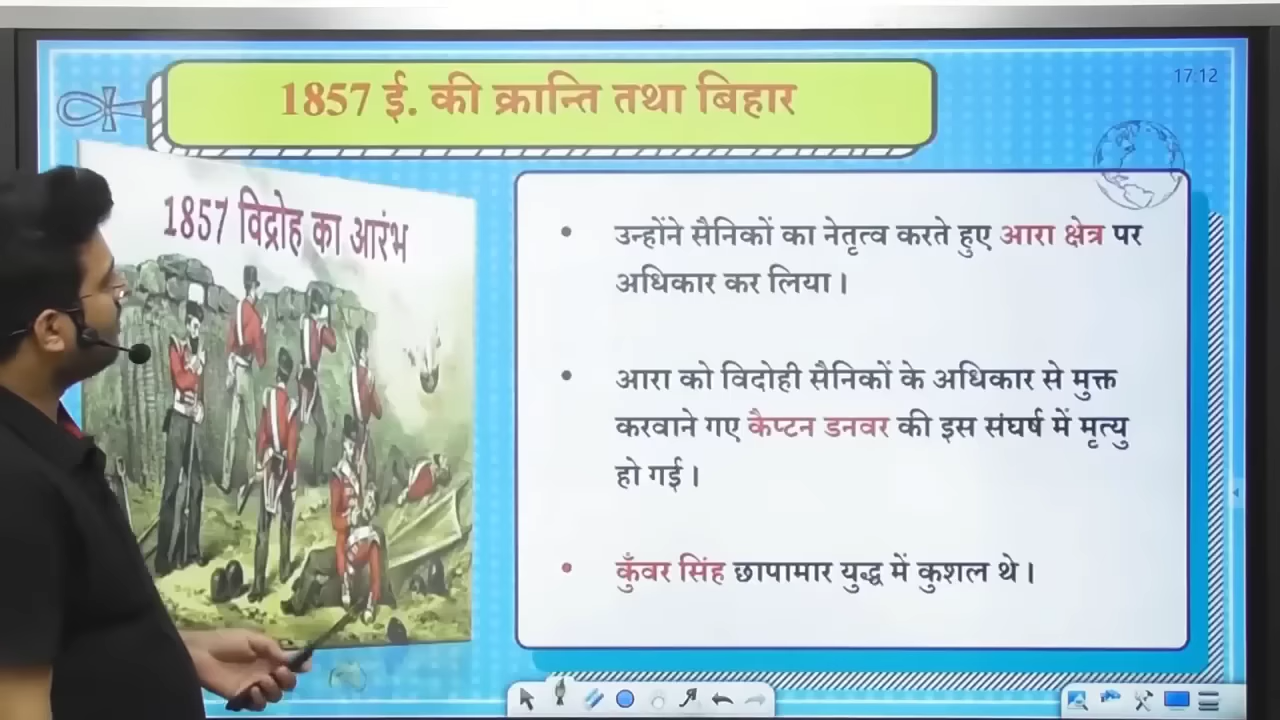 1857 ई. की क्रान्ति तथा बिहार
17:12
1857 विद्रोह का आरंभ
उन्होंने सैनिकों का नेतृत्व करते हुए आरा क्षेत्र पर
अधिकार कर लिया।
आरा को विदोही सैनिकों के अधिकार से मुक्त
करवाने गए कैप्टन डनवर की इस संघर्ष में मृत्यु
हो गई।
कुँवर सिंह छापामार युद्ध में कुशल थे।